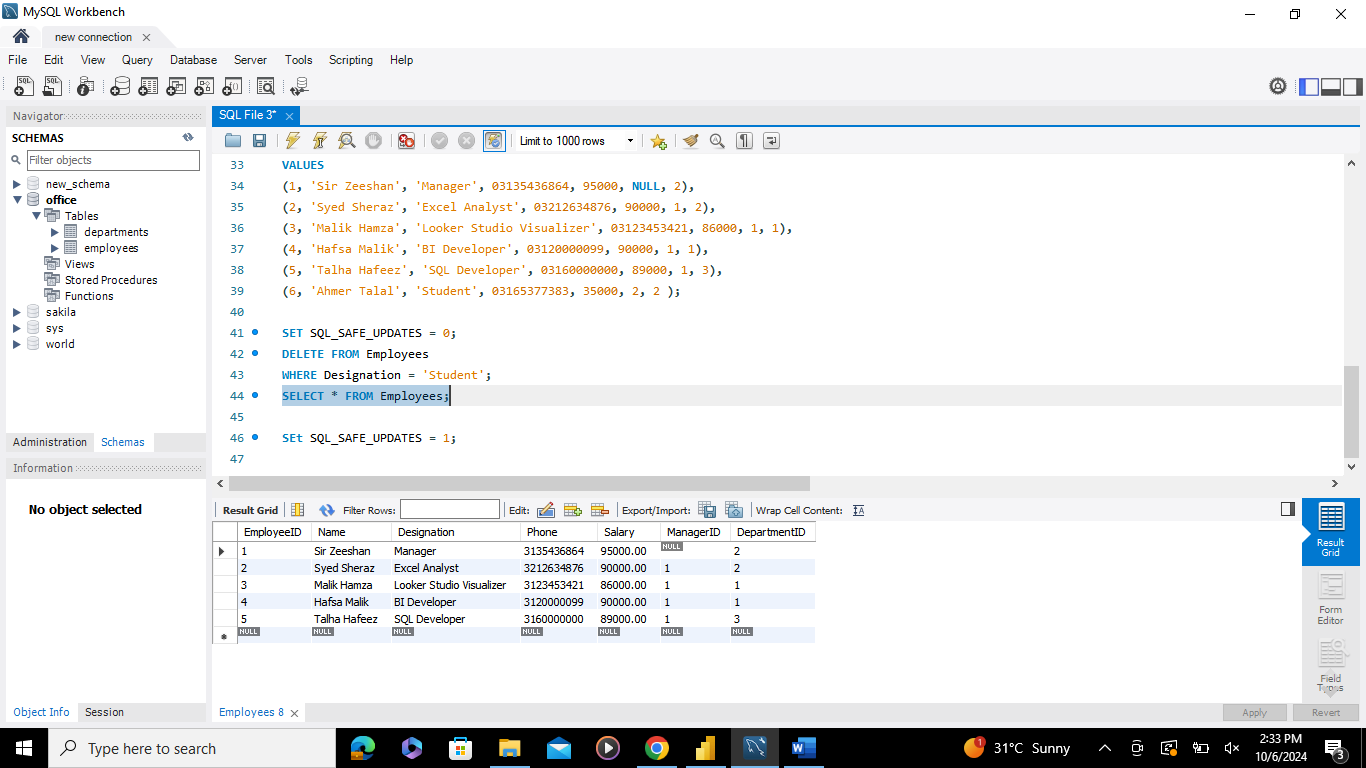 MySQL Workbench
new connection
File Edit View Query Database Server Tools Scripting Help
Navigator
SCHEMAS
Filter objects
new_schema
office
Tables
departments
employees
Views
Stored Procedures
Functions
sakila
sys
world
Administration Schemas
Information
No object selected
Object Info Session
SQL File 3*
Limit to 1000 rows
33 VALUES
34 (1, 'Sir Zeeshan', 'Manager', 03135436864, 95000, NULL, 2),
35 (2, 'Syed Sheraz', 'Excel Analyst', 03212634876, 90000, 1, 2),
36 (3, 'Malik Hamza', 'Looker Studio Visualizer', 03123453421, 86000, 1, 1),
37 (4, 'Hafsa Malik', 'BI Developer', 03120000099, 90000, 1, 1),
38 (5, 'Talha Hafeez', 'SQL Developer', 03160000000, 89000, 1, 3),
39 (6, 'Ahmer Talal', 'Student', 03165377383, 35000, 2, 2 );
40
41 SET SQL_SAFE_UPDATES = 0;
42 DELETE FROM Employees
43 WHERE Designation = 'Student';
44 SELECT * FROM Employees;
45
46 SEt SQL_SAFE_UPDATES = 1;
47
Result Grid Filter Rows: Edit: Export/Import: Wrap Cell Content: IA
EmployeeID Name Designation Phone Salary ManagerID DepartmentID
1 Sir Zeeshan Manager 3135436864 95000.00 NULL 2
2 Syed Sheraz Excel Analyst 3212634876 90000.00 1 2
3 Malik Hamza Looker Studio Visualizer 3123453421 86000.00 1 1
4 Hafsa Malik BI Developer 3120000099 90000.00 1 1
5 Talha Hafeez SQL Developer 3160000000 89000.00 1 3
NULL NULL NULL NULL NULL NULL NULL
Result
Grid
Form
Editor
Field
Types
Employees 8
Apply Revert
Type here to search
1 31°C Sunny
2:33 PM
10/6/2024
3